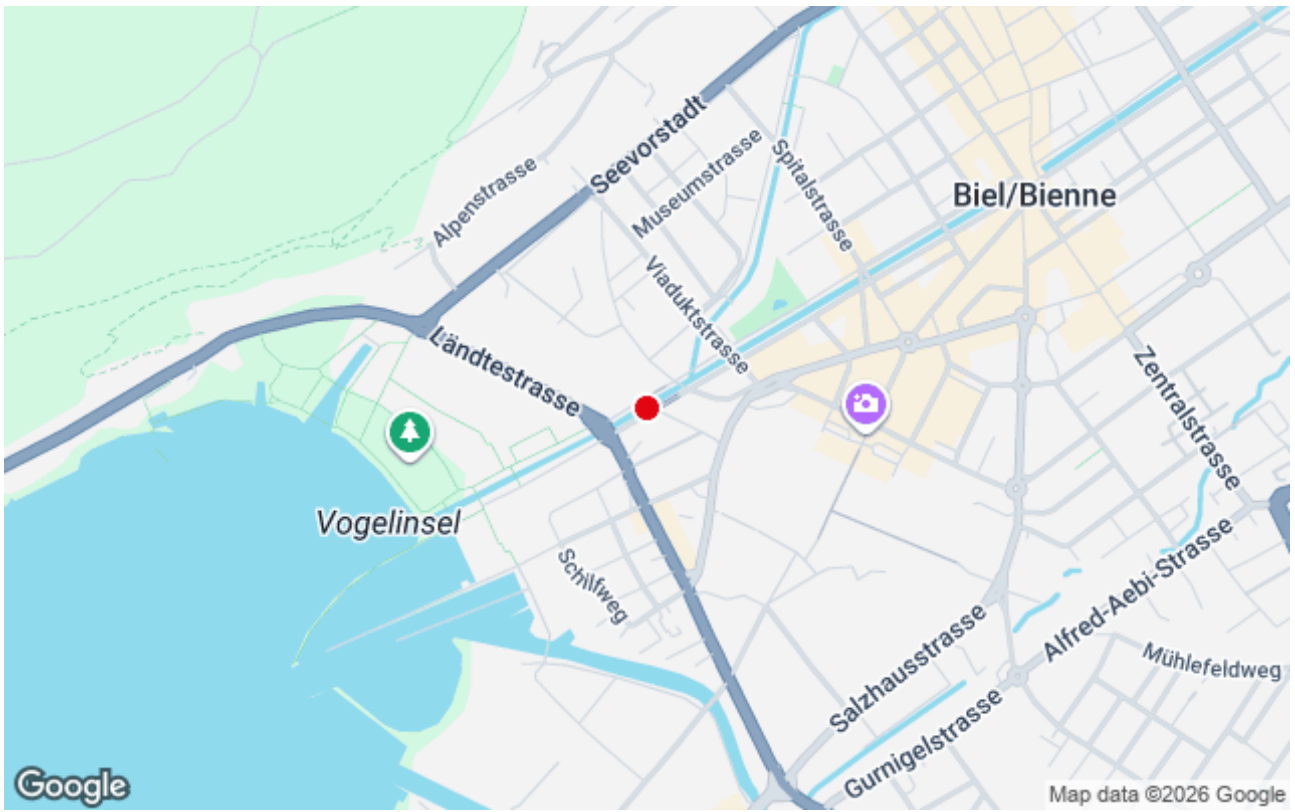 Seevorstadt
Museumstrasse
Spitalstrasse
Alpenstrasse
Biel/Bienne
Viaduktstrasse
Ländtestrasse
Zentralstrasse
Vogelinsel
Schilfweg
Alfred-Aebi-Strasse
Salzhausstrasse
Mühlefeldweg
Gurnigelstrasse
Google
Map data ©2026 Google